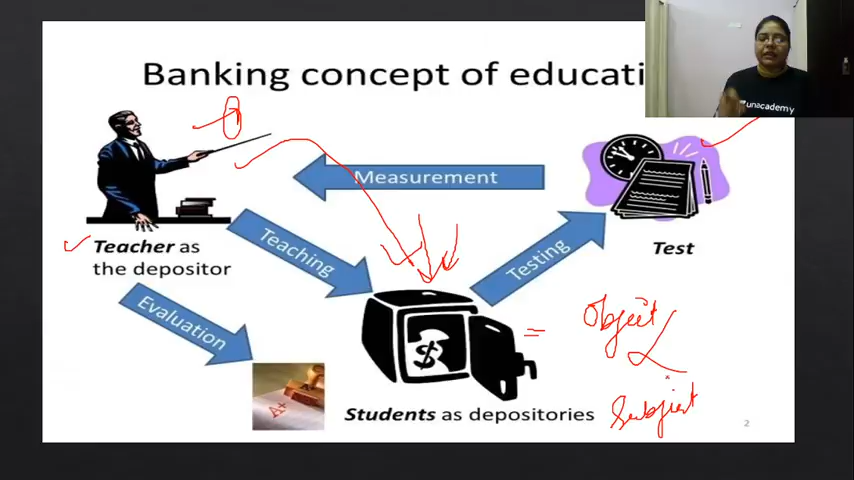 Banking concept of educati
unacademy
Measurement
Teacher as
the depositor
Teaching
Testing
Test
Evaluation
Object
$
A+
Students as depositories
Subject
2